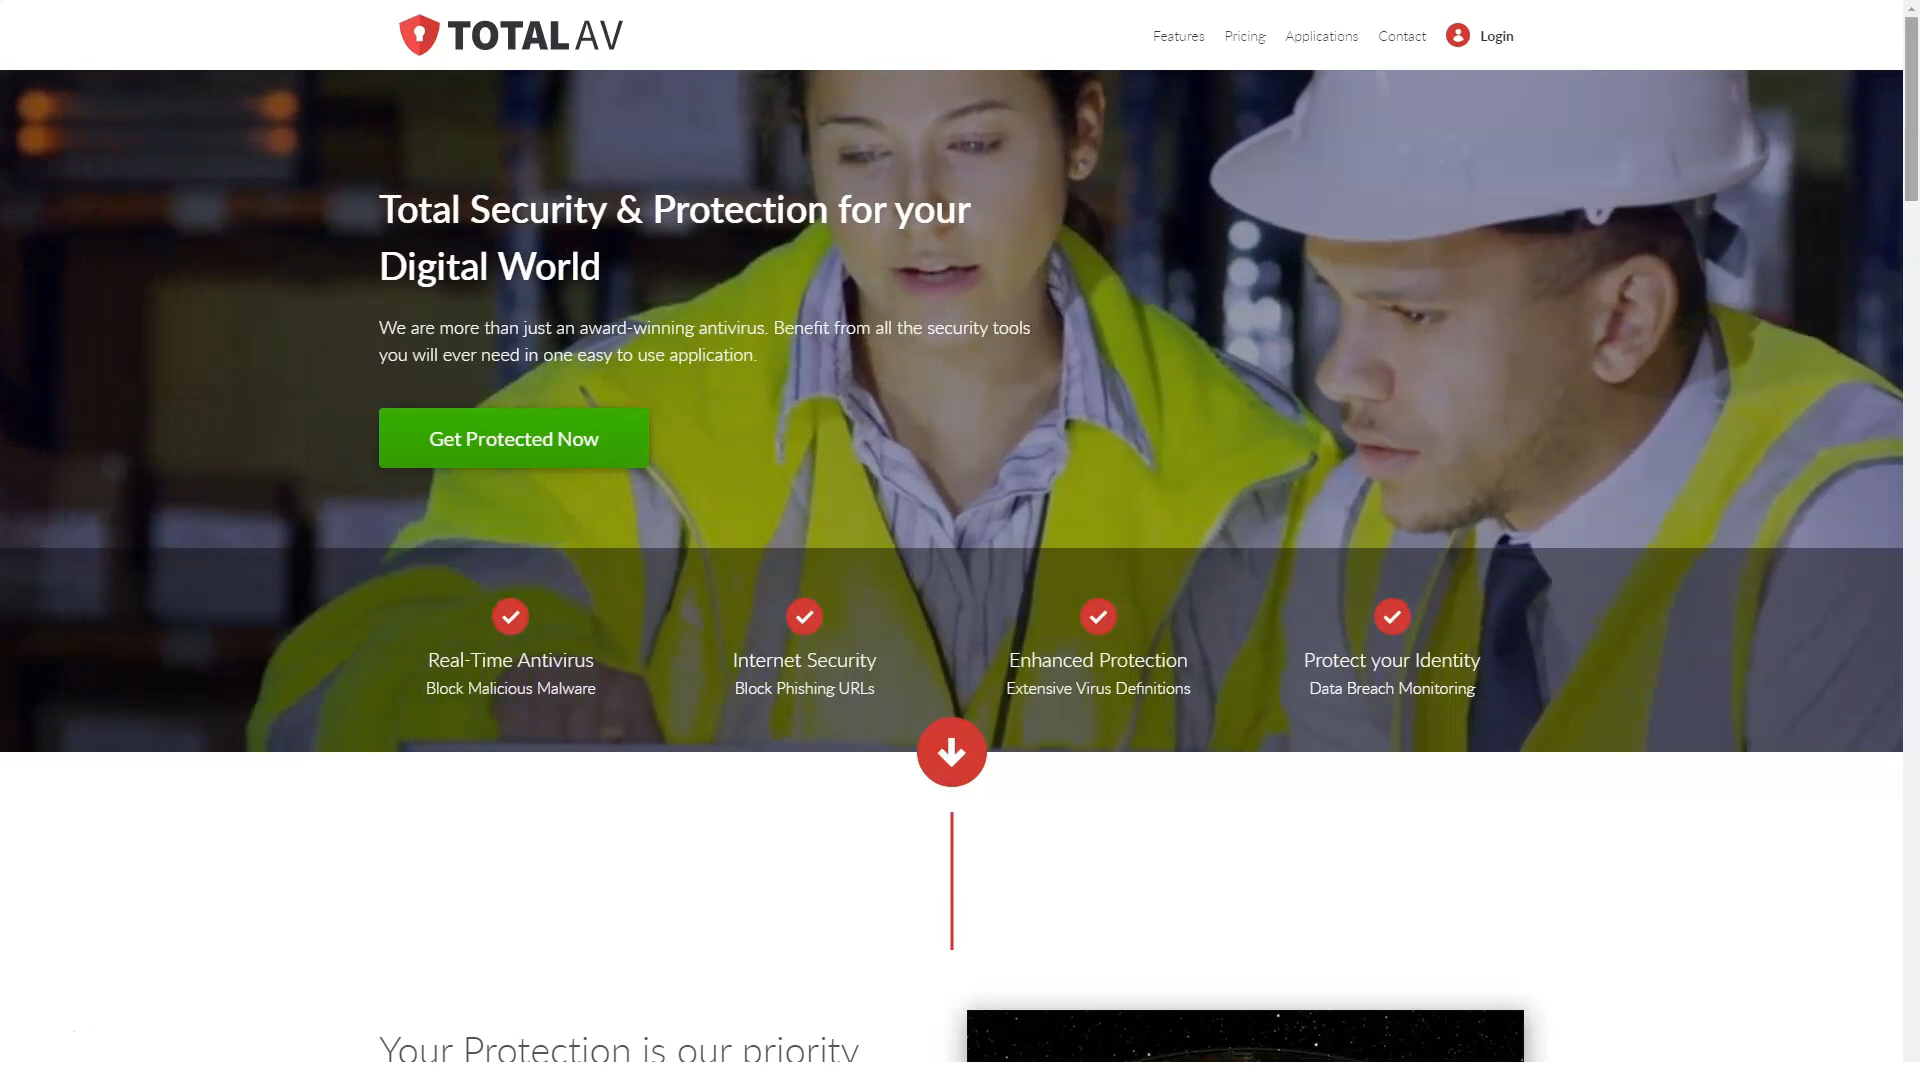 TOTAL AV
Features
Pricing
Applications
Contact
Login
Total Security & Protection for your
Digital World
We are more than just an award-winning antivirus. Benefit from all the security tools
you will ever need in one easy to use application.
Get Protected Now
Real-Time Antivirus
Block Malicious Malware
Internet Security
Block Phishing URLs
Enhanced Protection
Extensive Virus Definitions
Protect your Identity
Data Breach Monitoring
Your Protection is our priority